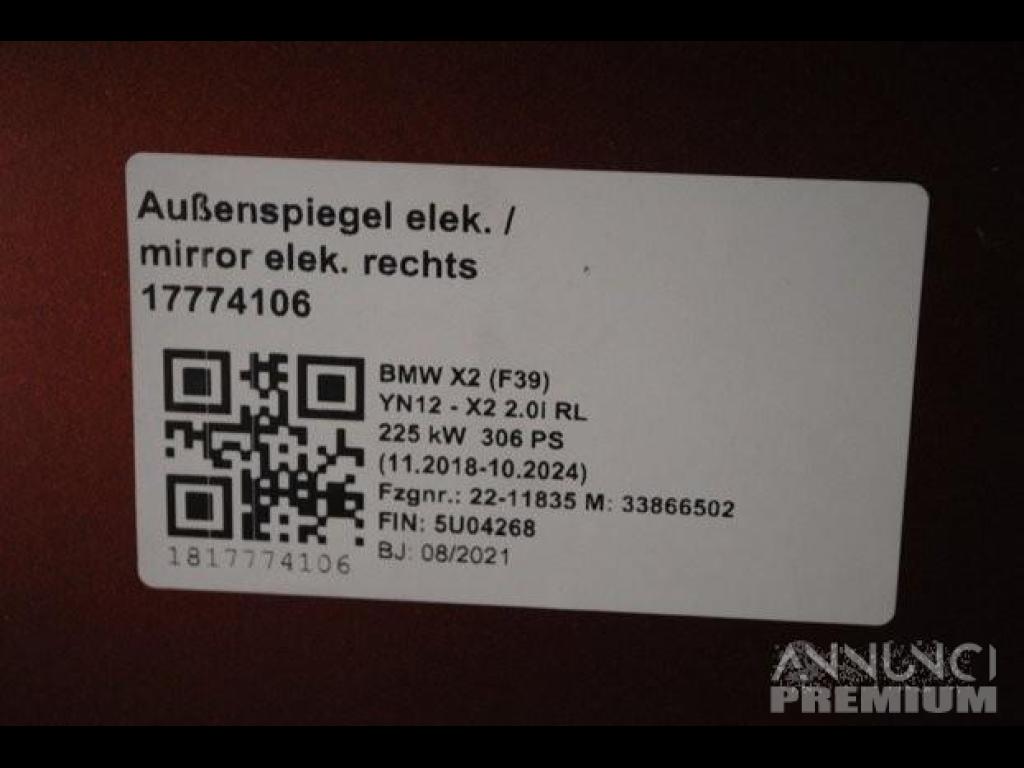 Außenspiegel elek. /
mirror elek. rechts
17774106
BMW X2 (F39)
YN12 - X2 2.0i RL
225 kW 306 PS
(11.2018-10.2024)
Fzgnr.: 22-11835 M: 33866502
FIN: 5U04268
BJ: 08/2021
1817774106
ANNUNCI
PREMIUM